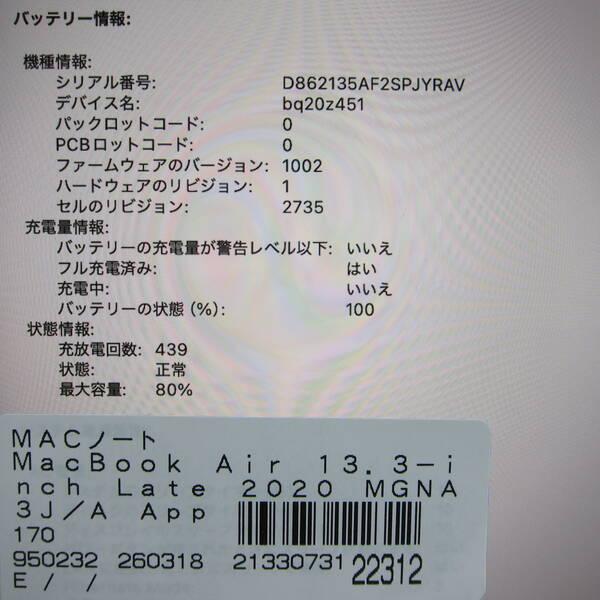 バッテリー情報:
機種情報:
シリアル番号: D862135AF2SPJYRAV
デバイス名: bq20z451
パックロットコード: 0
PCBロットコード: 0
ファームウェアのバージョン: 1002
ハードウェアのリビジョン: 1
セルのリビジョン: 2735
充電量情報:
バッテリーの充電量が警告レベル以下: いいえ
フル充電済み: はい
充電中: いいえ
バッテリーの状態（%）: 100
状態情報:
充放電回数: 439
状態: 正常
最大容量: 80%
MACノート
MacBook Air 13.3-i
nch Late 2020 MGNA
3J/A App
170
950232 260318 21330731 22312
E / /